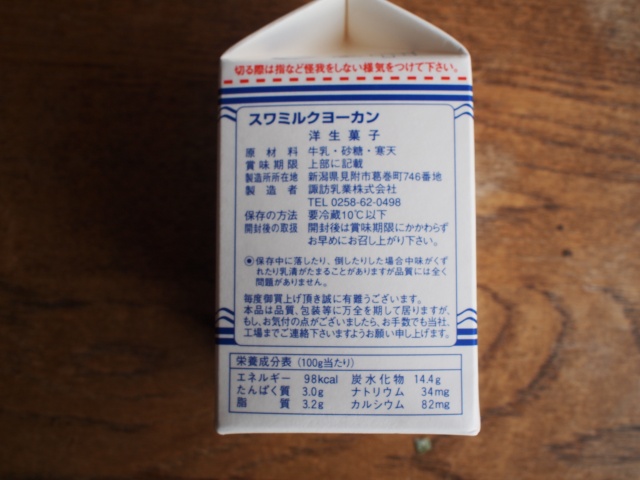 切る際は指など怪我をしない様気をつけて下さい。
スワミルクヨーカン
洋生菓子
原材料 牛乳・砂糖・寒天
賞味期限 上部に記載
製造所所在地 新潟県見附市葛巻町746番地
製造者 諏訪乳業株式会社
TEL 0258-62-0498
保存の方法 要冷蔵10℃以下
開封後の取扱 開封後は賞味期限にかかわらず
お早めにお召し上がり下さい。
◉保存中に落したり、倒したりした場合中味がくず
れたり乳漬がたまることがありますが品質には全く
問題がありません。
毎度御買上げ頂き誠に有難うございます。
本品は品質、包装等に万全を期して居りますが、
もし、お気付の点がございましたら、お手数でも当社、
工場までご連絡下さいますようお願い申し上げます。
栄養成分表(100g当たり)
エネルギー 98kcal 炭水化物 14.4g
たんぱく質 3.0g ナトリウム 34mg
脂質 3.2g カルシウム 82mg